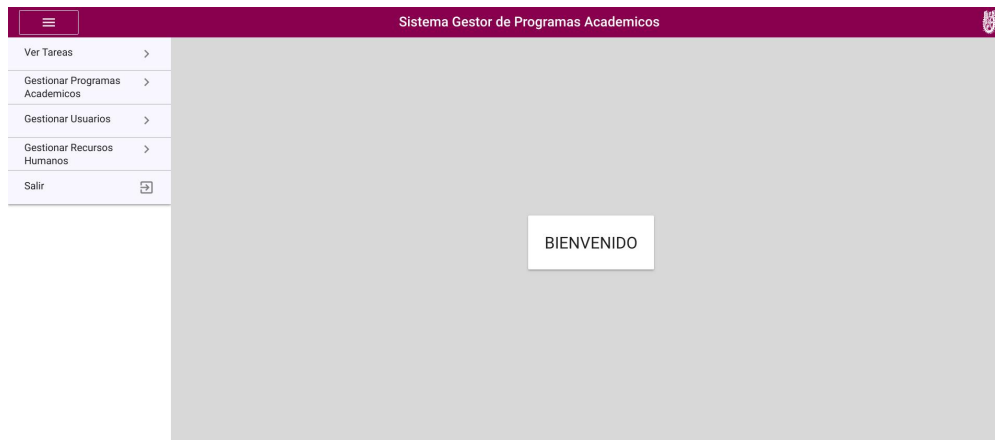 Sistema Gestor de Programas Academicos
Ver Tareas
Gestionar Programas
Academicos
Gestionar Usuarios
Gestionar Recursos
Humanos
Salir
BIENVENIDO